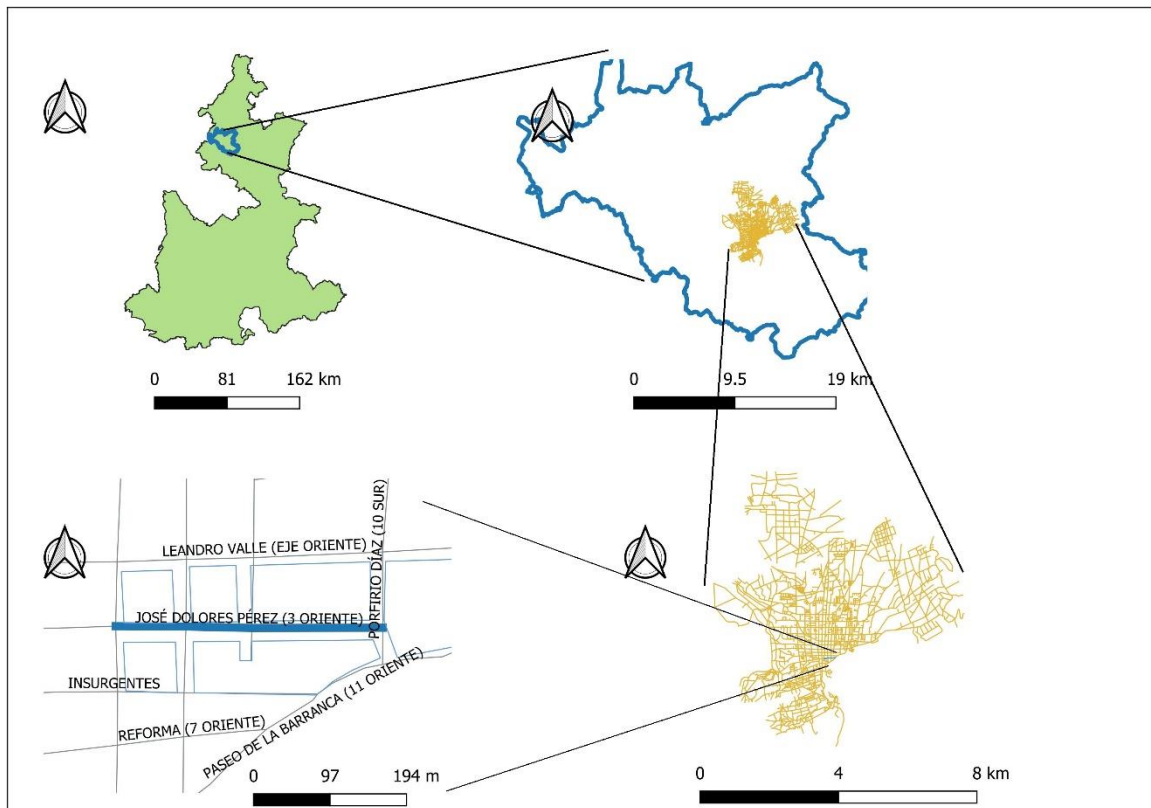 0 81 162 km
0 9.5 19 km
LEANDRO VALLE (EJE ORIENTE)
PORFIRIO DÍAZ (10 SUR)
JOSÉ DOLORES PÉREZ (3 ORIENTE)
INSURGENTES
REFORMA (7 ORIENTE)
PASEO DE LA BARRANCA (11 ORIENTE)
0 97 194 m
0 4 8 km